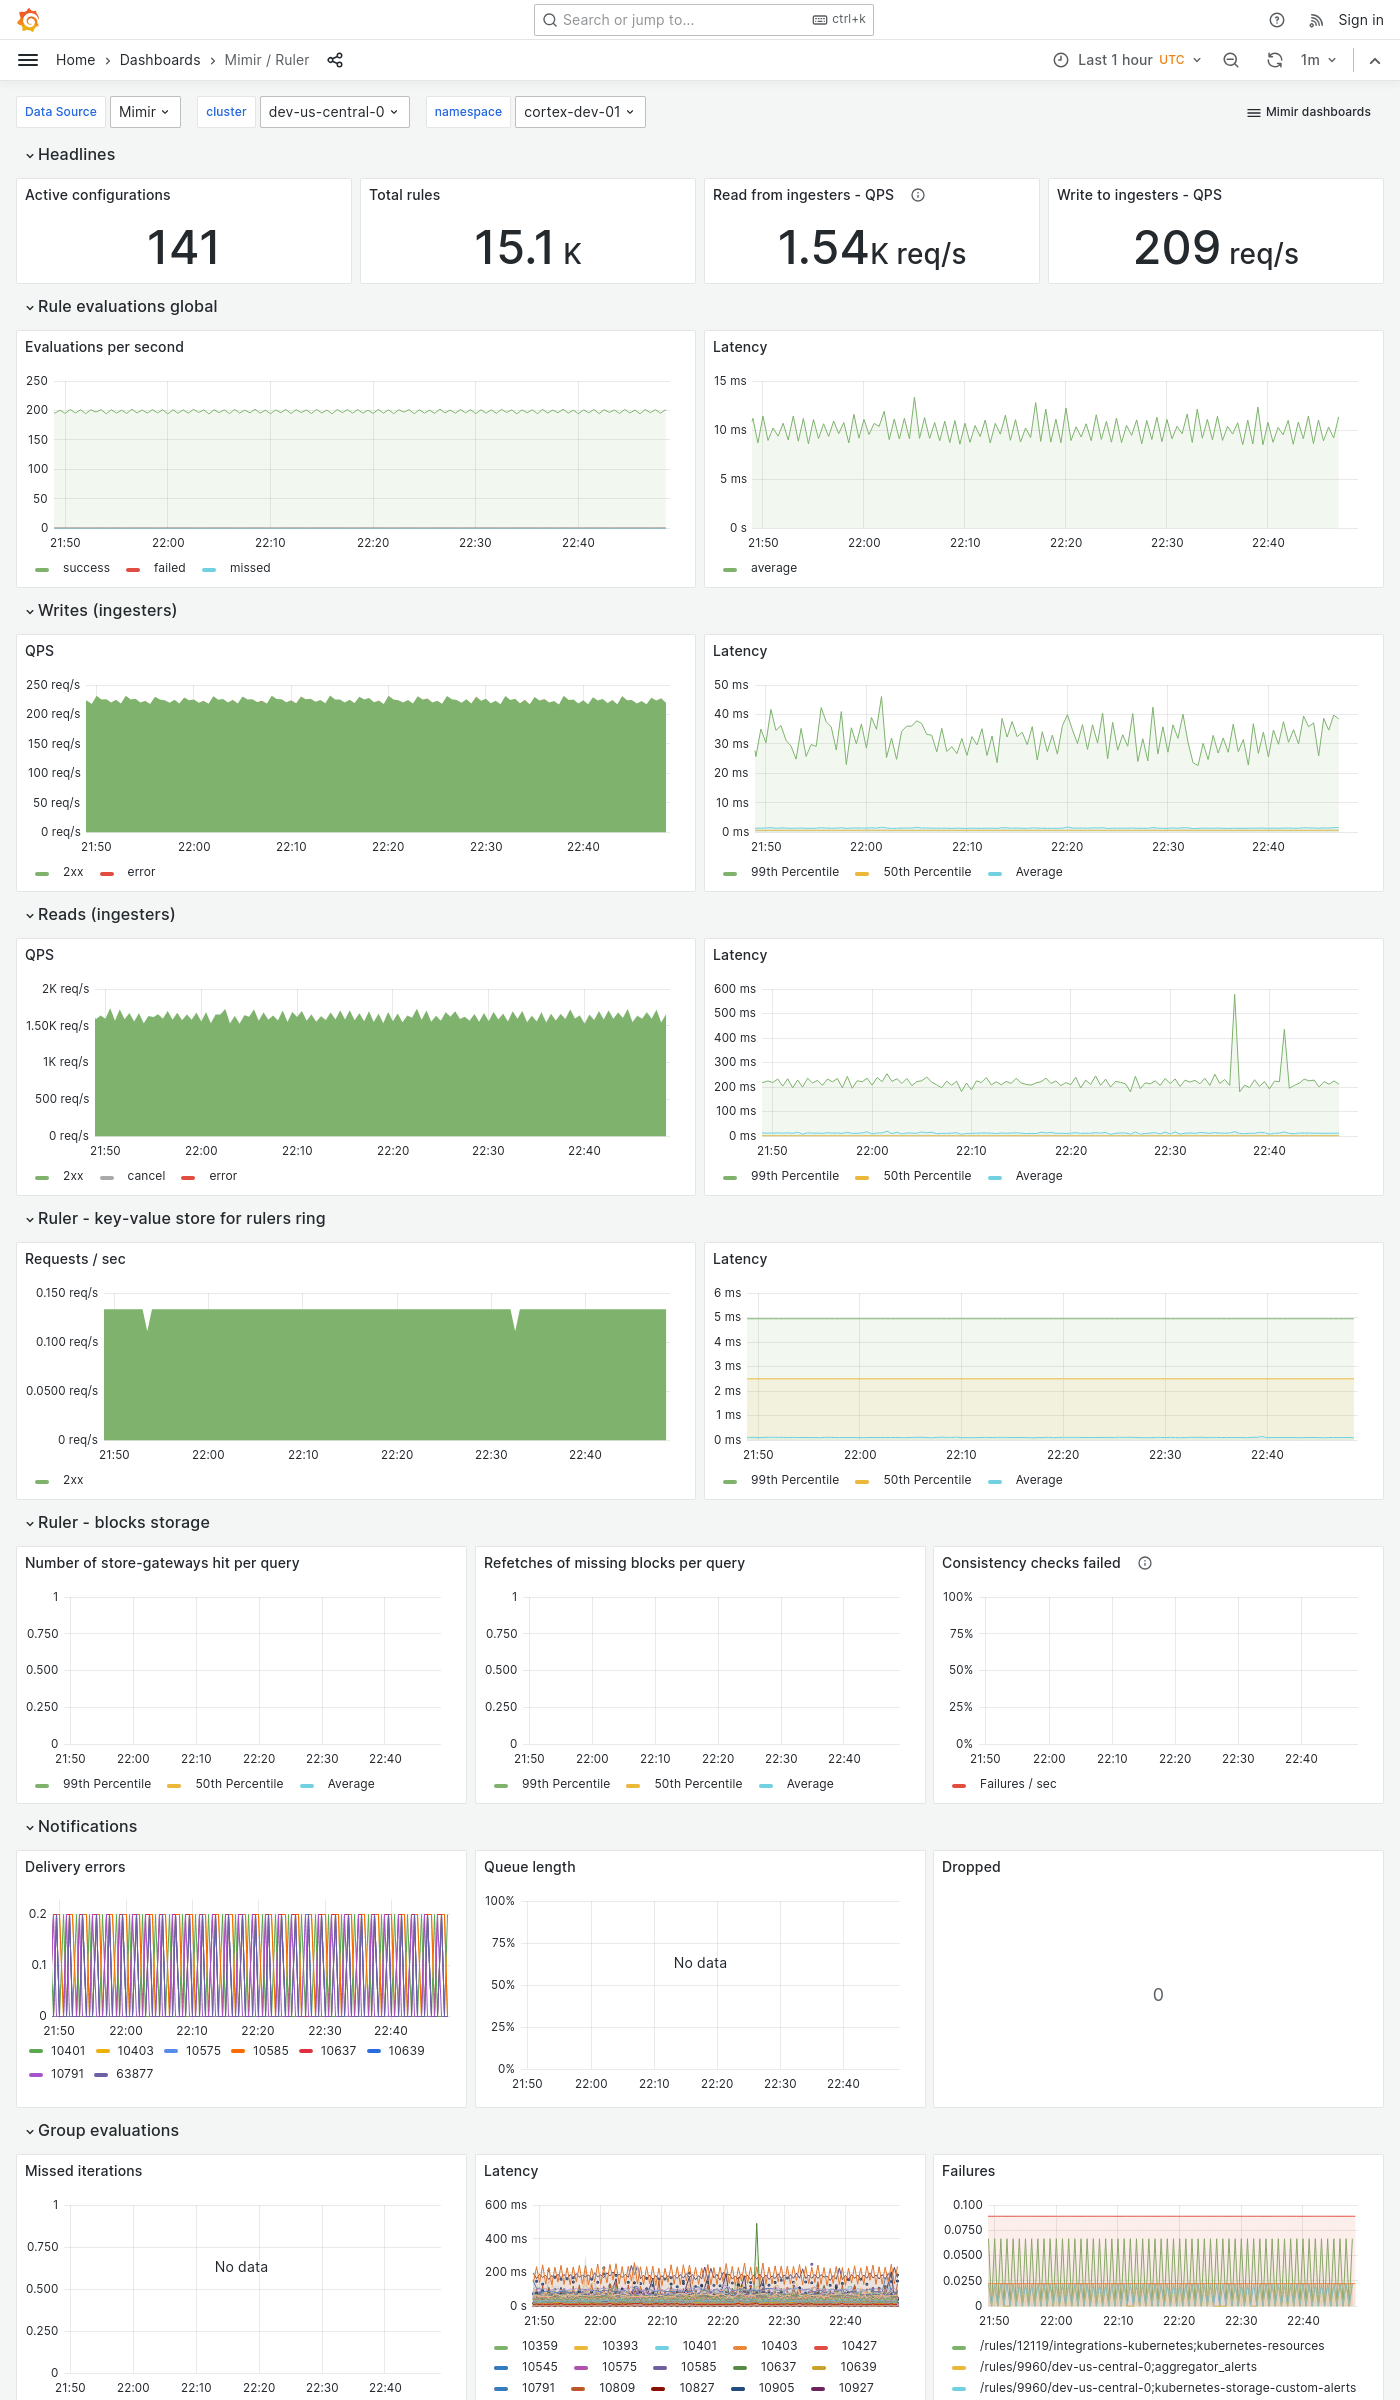 Search or jump to... ctrl+k Sign in
Home › Dashboards › Mimir / Ruler Last 1 hour UTC 1m
Data Source Mimir cluster dev-us-central-0 namespace cortex-dev-01 Mimir dashboards
Headlines
Active configurations Total rules Read from ingesters - QPS Write to ingesters - QPS
141 15.1 K 1.54K req/s 209 req/s
Rule evaluations global
Evaluations per second
250
200
150
100
50
0
21:50 22:00 22:10 22:20 22:30 22:40
success failed missed
Latency
15 ms
10 ms
5 ms
0 s
21:50 22:00 22:10 22:20 22:30 22:40
average
Writes (ingesters)
QPS
250 req/s
200 req/s
150 req/s
100 req/s
50 req/s
0 req/s
21:50 22:00 22:10 22:20 22:30 22:40
2xx error
Latency
50 ms
40 ms
30 ms
20 ms
10 ms
0 ms
21:50 22:00 22:10 22:20 22:30 22:40
99th Percentile 50th Percentile Average
Reads (ingesters)
QPS
2K req/s
1.50K req/s
1K req/s
500 req/s
0 req/s
21:50 22:00 22:10 22:20 22:30 22:40
2xx cancel error
Latency
600 ms
500 ms
400 ms
300 ms
200 ms
100 ms
0 ms
21:50 22:00 22:10 22:20 22:30 22:40
99th Percentile 50th Percentile Average
Ruler - key-value store for rulers ring
Requests / sec
0.150 req/s
0.100 req/s
0.0500 req/s
0 req/s
21:50 22:00 22:10 22:20 22:30 22:40
2xx
Latency
6 ms
5 ms
4 ms
3 ms
2 ms
1 ms
0 ms
21:50 22:00 22:10 22:20 22:30 22:40
99th Percentile 50th Percentile Average
Ruler - blocks storage
Number of store-gateways hit per query
1
0.750
0.500
0.250
0
21:50 22:00 22:10 22:20 22:30 22:40
99th Percentile 50th Percentile Average
Refetches of missing blocks per query
1
0.750
0.500
0.250
0
21:50 22:00 22:10 22:20 22:30 22:40
99th Percentile 50th Percentile Average
Consistency checks failed
100%
75%
50%
25%
0%
21:50 22:00 22:10 22:20 22:30 22:40
Failures / sec
Notifications
Delivery errors
0.2
0.1
0
21:50 22:00 22:10 22:20 22:30 22:40
10401 10403 10575 10585 10637 10639
10791 63877
Queue length
100%
75%
No data
50%
25%
0%
21:50 22:00 22:10 22:20 22:30 22:40
Dropped
0
Group evaluations
Missed iterations
1
0.750
No data
0.500
0.250
0
21:50 22:00 22:10 22:20 22:30 22:40
Latency
600 ms
400 ms
200 ms
0 s
21:50 22:00 22:10 22:20 22:30 22:40
10359 10393 10401 10403 10427
10545 10575 10585 10637 10639
10791 10809 10827 10905 10927
Failures
0.100
0.0750
0.0500
0.0250
0
21:50 22:00 22:10 22:20 22:30 22:40
/rules/12119/integrations-kubernetes;kubernetes-resources
/rules/9960/dev-us-central-0;aggregator_alerts
/rules/9960/dev-us-central-0;kubernetes-storage-custom-alerts